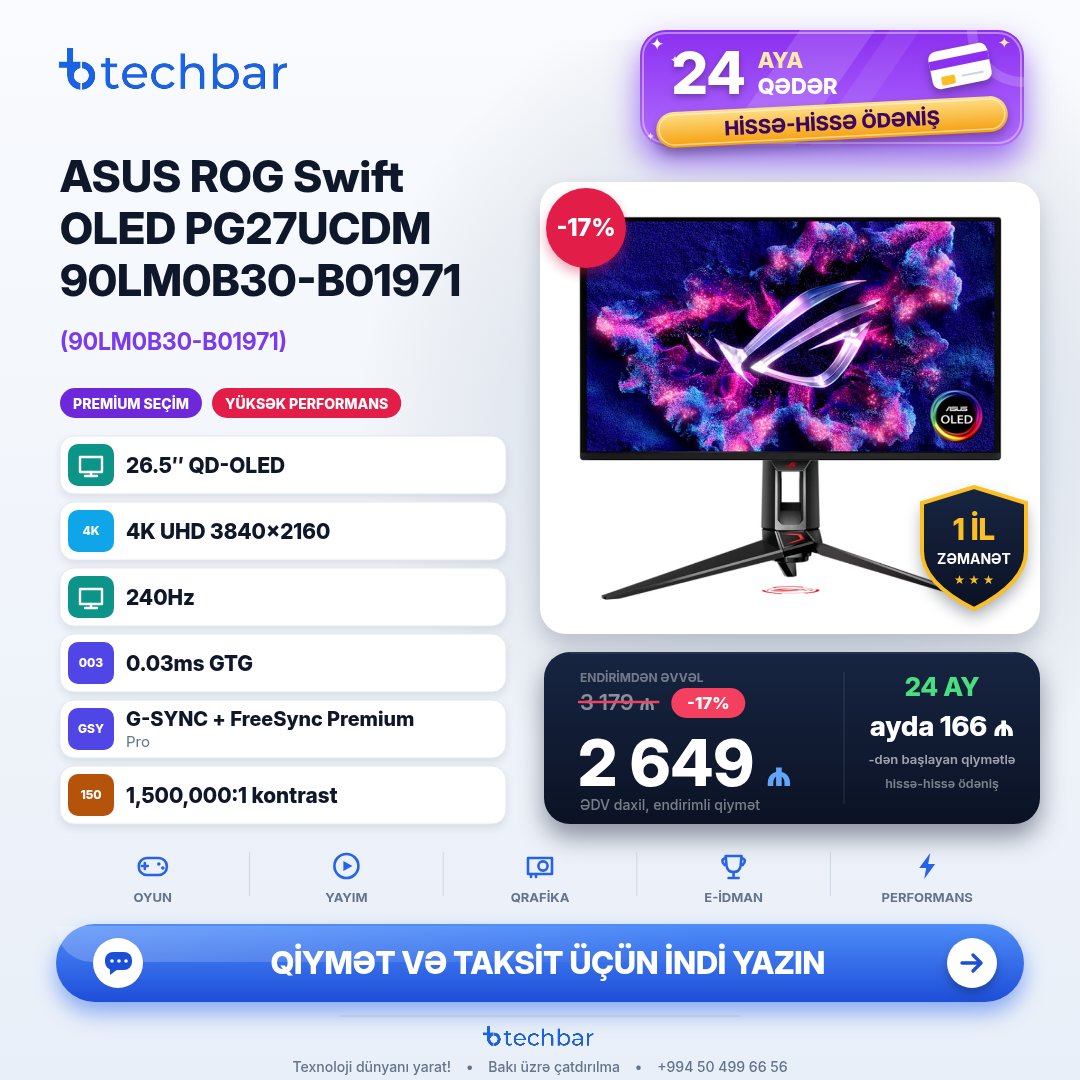 techbar
24 AYA QƏDƏR
HİSSƏ-HİSSƏ ÖDƏNİŞ
ASUS ROG Swift
OLED PG27UCDM
90LM0B30-B01971
(90LM0B30-B01971)
PREMİUM SEÇİM
YÜKSƏK PERFORMANS
26.5″ QD-OLED
4K
4K UHD 3840×2160
240Hz
003
0.03ms GTG
GSY
G-SYNC + FreeSync Premium
Pro
150
1,500,000:1 kontrast
-17%
ASUS
OLED
1 İL
ZƏMANƏT
ENDİRİMDƏN ƏVVƏL
3 179 ₼
-17%
2 649 ₼
ƏDV daxil, endirimli qiymət
24 AY
ayda 166 ₼
-dən başlayan qiymətlə
hissə-hissə ödəniş
OYUN
YAYIM
QRAFİKA
E-İDMAN
PERFORMANS
QİYMƏT VƏ TAKSİT ÜÇÜN İNDİ YAZIN
techbar
Texnoloji dünyanı yarat! • Bakı üzrə çatdırılma • +994 50 499 66 56